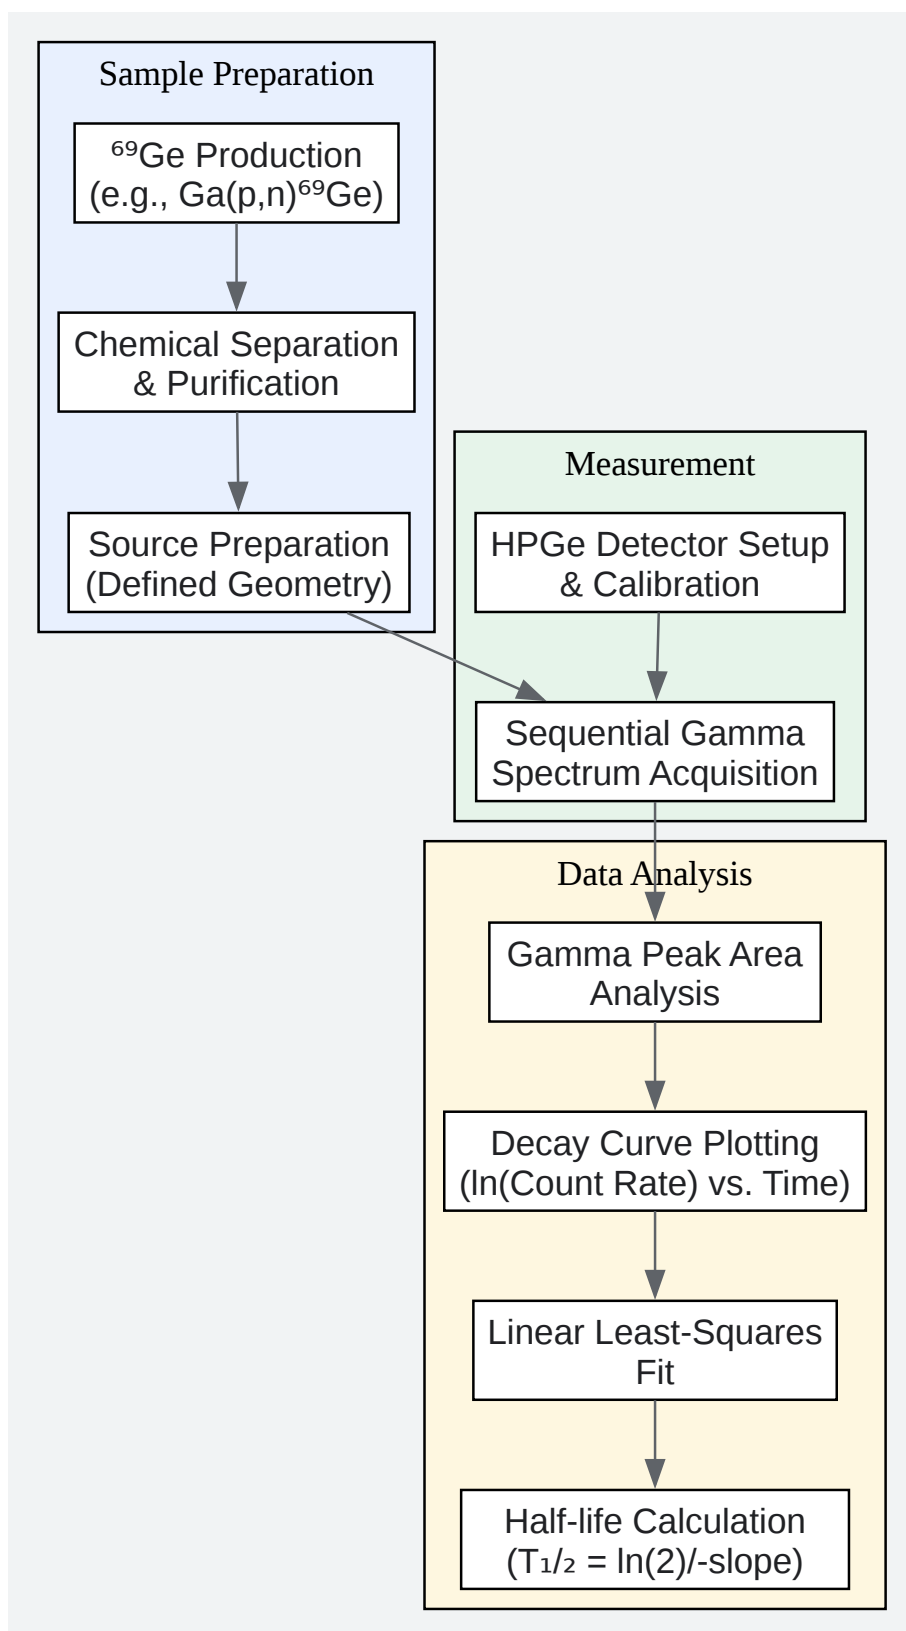 Sample Preparation
⁶⁹Ge Production
(e.g., Ga(p,n)⁶⁹Ge)
Chemical Separation
& Purification
Source Preparation
(Defined Geometry)
Measurement
HPGe Detector Setup
& Calibration
Sequential Gamma
Spectrum Acquisition
Data Analysis
Gamma Peak Area
Analysis
Decay Curve Plotting
(ln(Count Rate) vs. Time)
Linear Least-Squares
Fit
Half-life Calculation
(T₁/₂ = ln(2)/-slope)